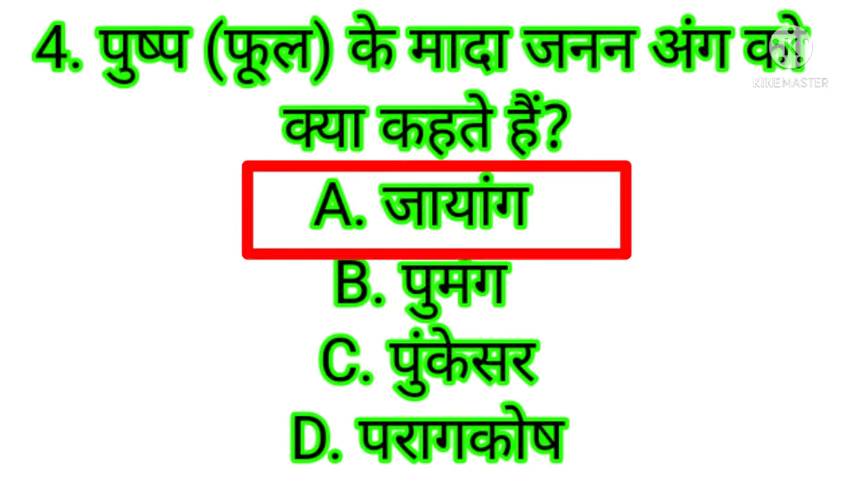 4. पुष्प (फूल) के मादा जनन अंग को
KINEMASTER
क्या कहते हैं?
A. जायांग
B. पुमंग
C. पुंकेसर
D. परागकोष